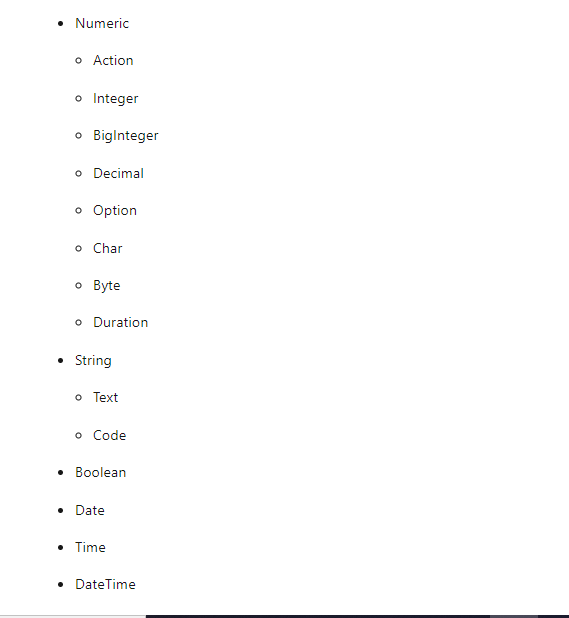 Numeric
Action
Integer
BigInteger
Decimal
Option
Char
Byte
Duration
String
Text
Code
Boolean
Date
Time
DateTime